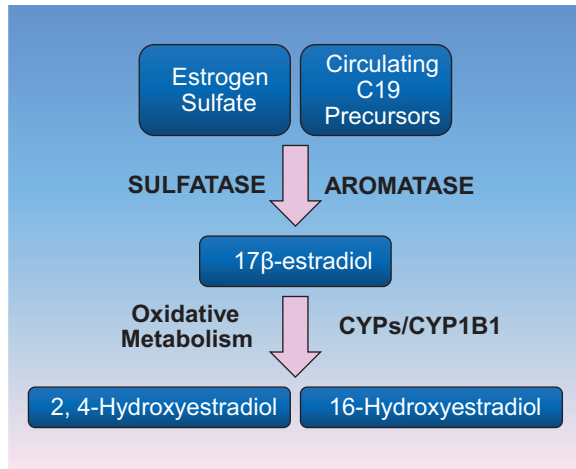 Estrogen
Sulfate
Circulating
C19
Precursors
SULFATASE
AROMATASE
17β-estradiol
Oxidative
Metabolism
CYPs/CYP1B1
2, 4-Hydroxyestradiol
16-Hydroxyestradiol